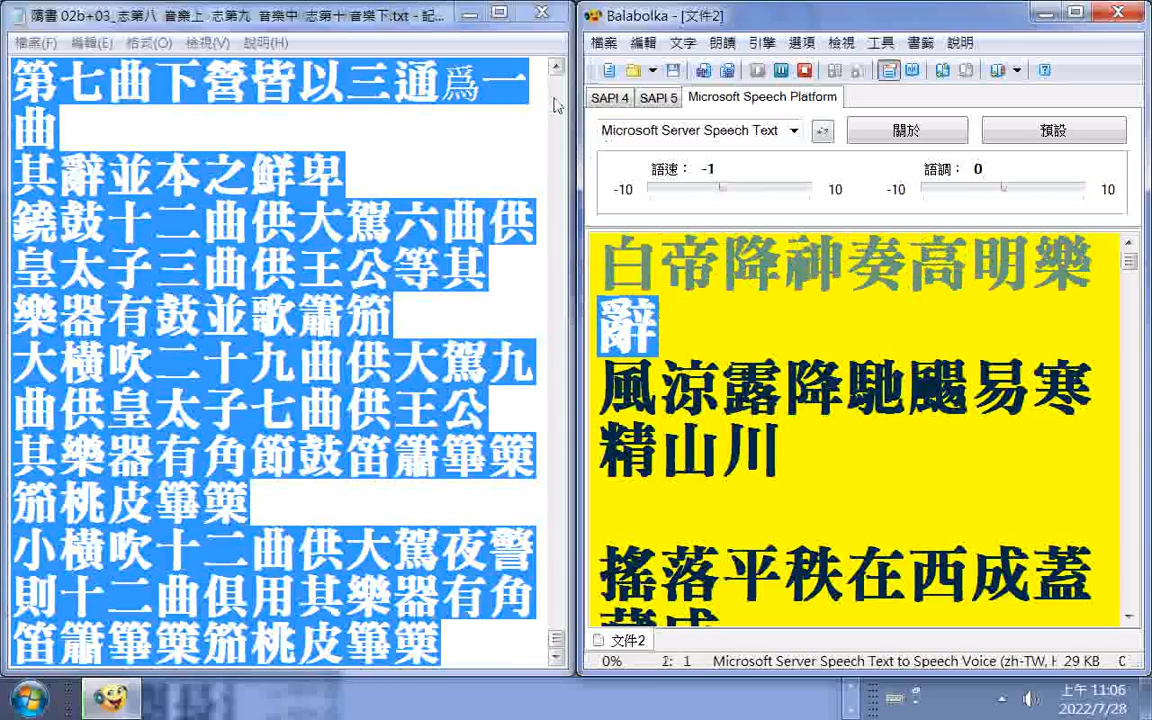 隋書 02b+03_ 志第八 音樂上 志第九 音樂中 志第十音樂下.txt - 記...
檔案(F) 編輯(E) 格式(O) 檢視(V) 說明(H)
第七曲下營皆以三通爲一
曲
其辭並本之鮮卑
鐃鼓十二曲供大駕六曲供
皇太子三曲供王公等其
樂器有鼓並歌簫笳
大橫吹二十九曲供大駕九
曲供皇太子七曲供王公
其樂器有角節鼓笛簫篳篥
笳桃皮篳篥
小橫吹十二曲供大駕夜警
則十二曲俱用其樂器有角
笛簫篳篥笳桃皮篳篥
Balabolka - [文件2]
檔案 編輯 文字 朗讀 引擎 選項 檢視 工具 書籤 說明
SAPI 4 SAPI 5 Microsoft Speech Platform
Microsoft Server Speech Text
關於 預設
語速： -1 語調： 0
-10 10 -10 10
白帝降神奏高明樂
辭
風涼露降馳飀易寒
精山川
搖落平秩在西成蓋
藏成
文件2
0% 2: 1 Microsoft Server Speech Text to Speech Voice (zh-TW, H 29 KB C
上午 11:06
2022/7/28